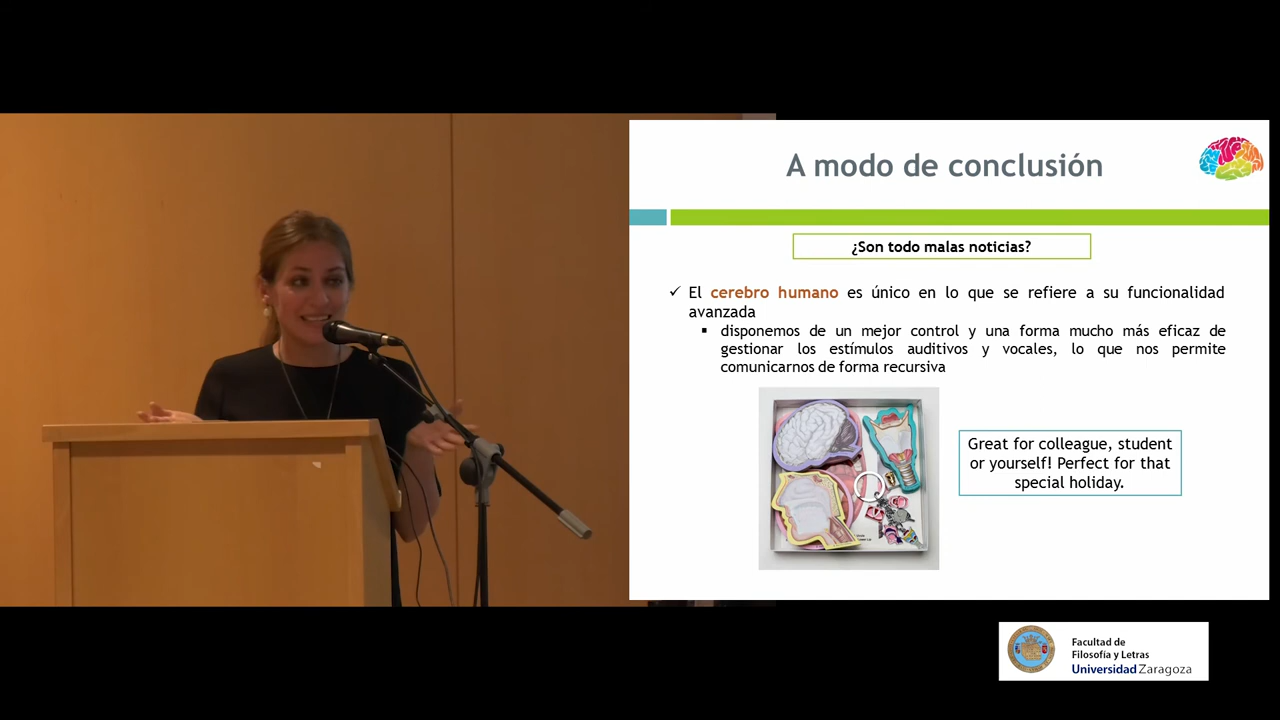 A modo de conclusión
¿Son todo malas noticias?
✓ El cerebro humano es único en lo que se refiere a su funcionalidad
avanzada
▪ disponemos de un mejor control y una forma mucho más eficaz de
gestionar los estímulos auditivos y vocales, lo que nos permite
comunicarnos de forma recursiva
Great for colleague, student
or yourself! Perfect for that
special holiday.
Facultad de
Filosofía y Letras
Universidad Zaragoza